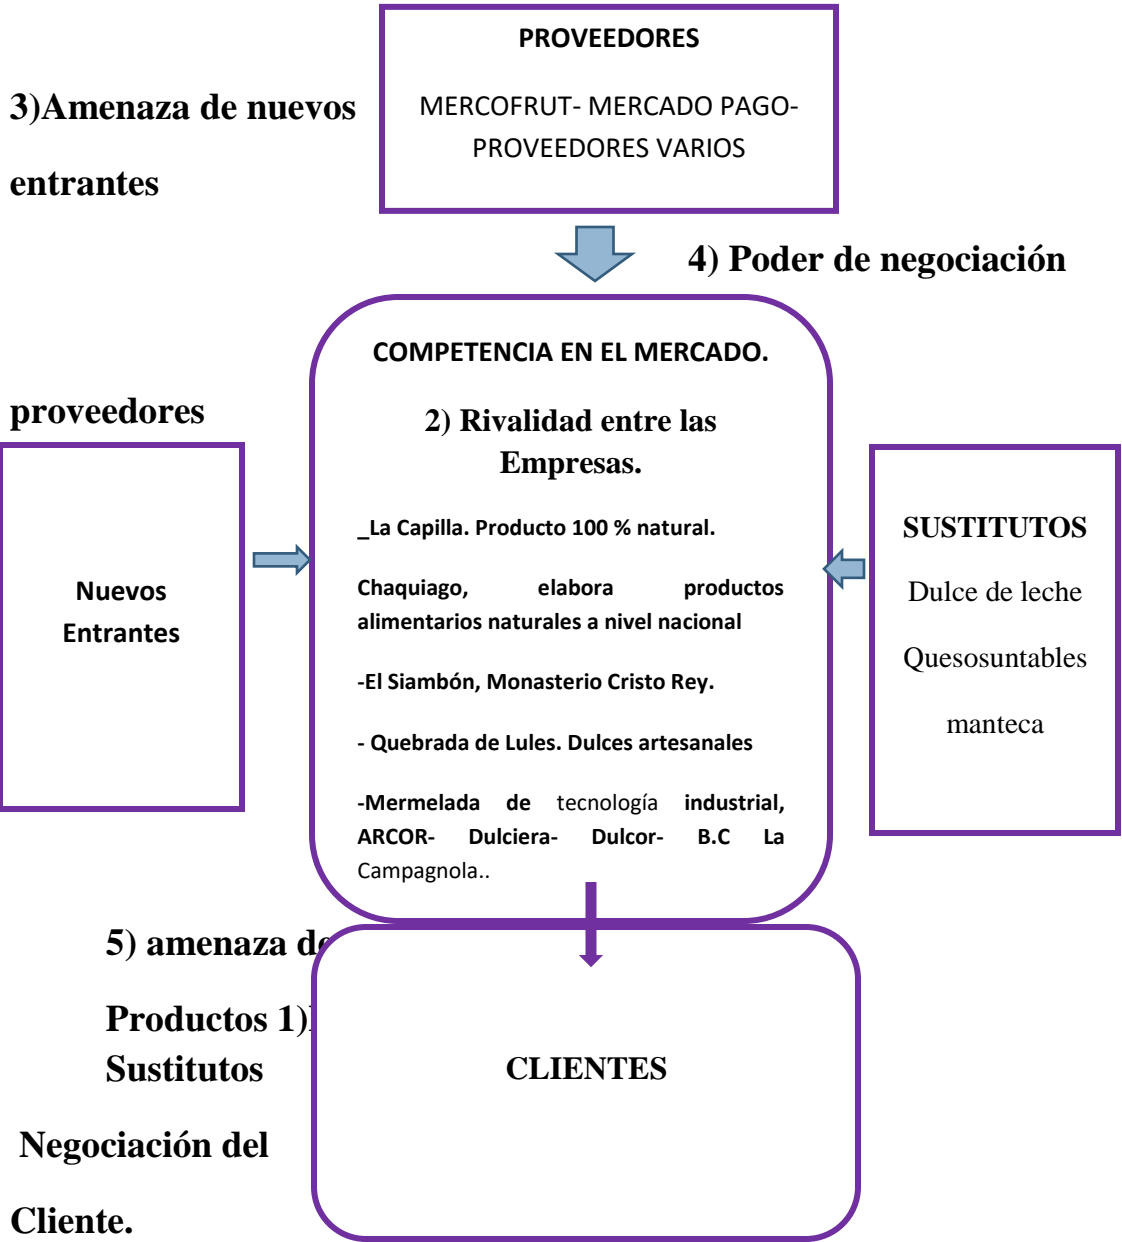 PROVEEDORES
MERCOFRUT- MERCADO PAGO-
PROVEEDORES VARIOS
3)Amenaza de nuevos
entrantes
4) Poder de negociación
proveedores
COMPETENCIA EN EL MERCADO.
2) Rivalidad entre las
Empresas.
_La Capilla. Producto 100 % natural.
Chaquiago, elabora productos
alimentarios naturales a nivel nacional
-El Siambón, Monasterio Cristo Rey.
- Quebrada de Lules. Dulces artesanales
-Mermelada de tecnología industrial,
ARCOR- Dulciera- Dulcor- B.C La
Campagnola..
Nuevos
Entrantes
SUSTITUTOS
Dulce de leche
Quesosuntables
manteca
5) amenaza de
Productos 1)
Sustitutos
Negociación del
Cliente.
CLIENTES